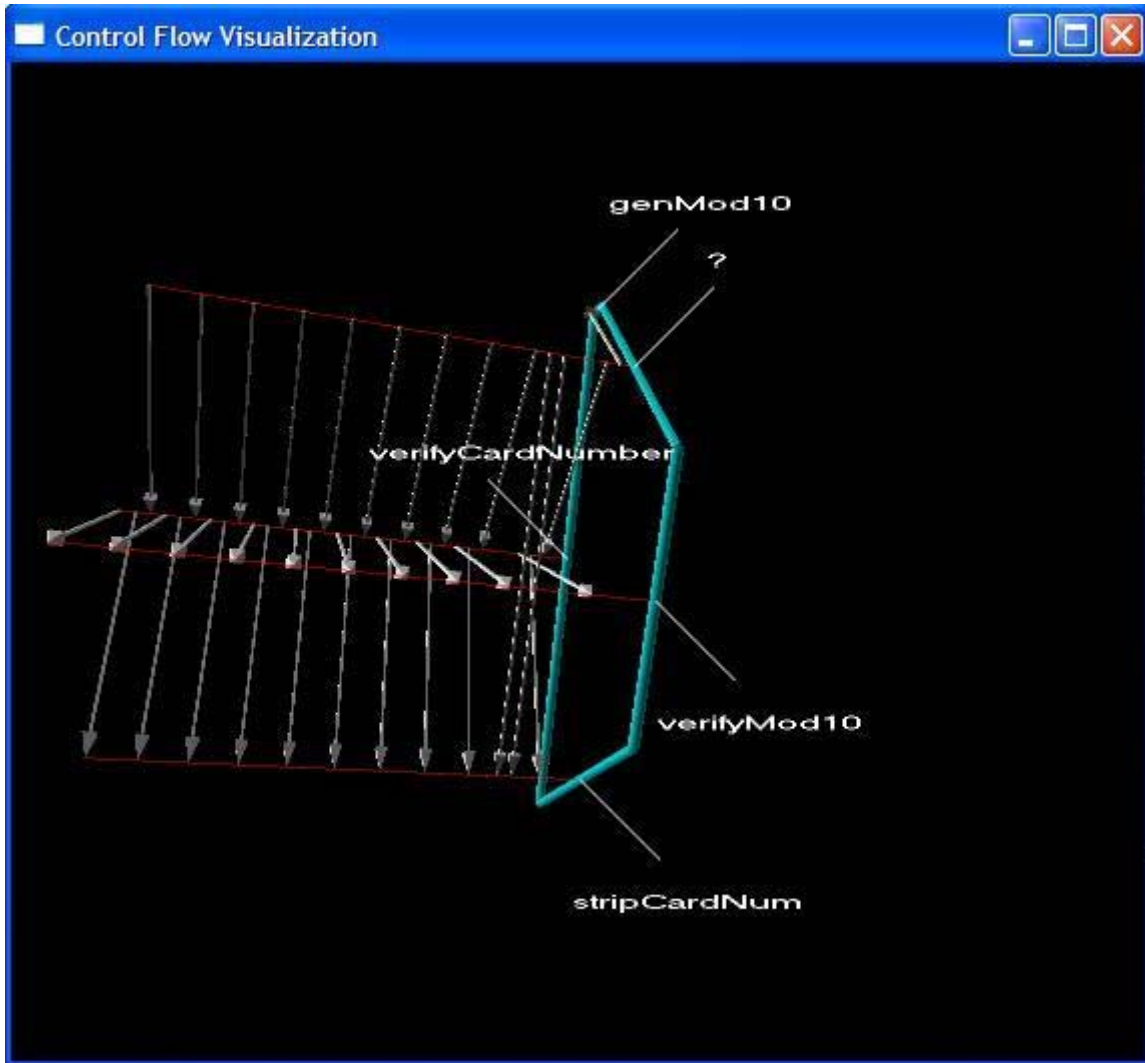 Control Flow Visualization
genMod10
?
verifyCardNumber
verifyMod10
stripCardNum